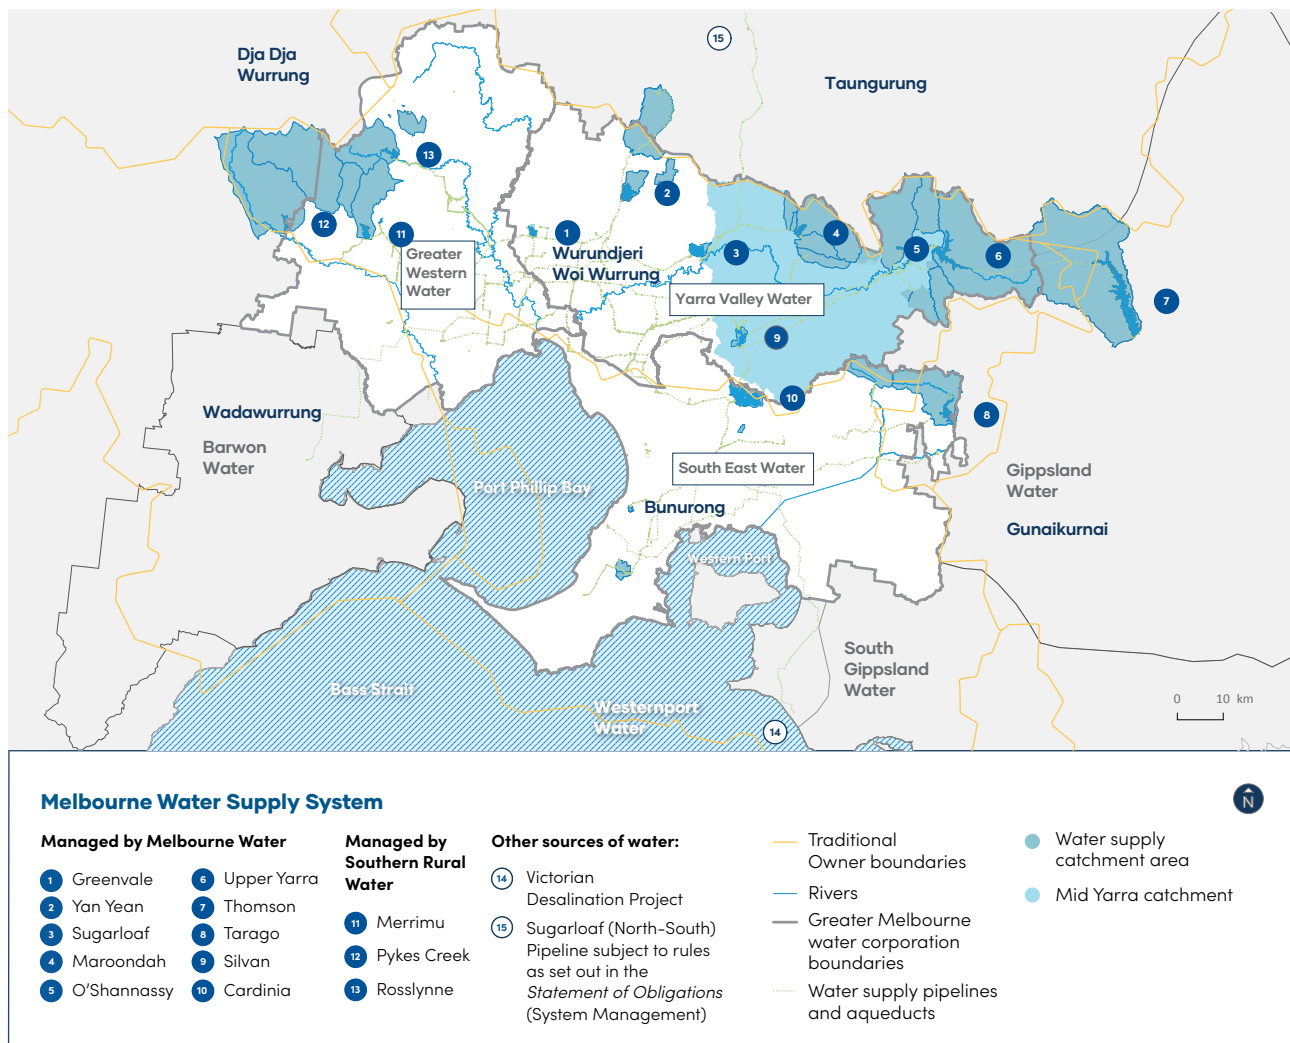 15
Dja Dja
Wurrung
Taungurung
13
2
12
11
1
4
Greater
Western
Water
Wurundjeri
Woi Wurrung
3
5
6
Yarra Valley Water
7
9
10
8
Wadawurrung
Barwon
Water
South East Water
Gippsland
Water
Port Phillip Bay
Bunurong
Gunaikurnai
Western Port
South
Gippsland
Water
Bass Strait
Westernport
Water
14
0 10 km
Melbourne Water Supply System
N
Managed by Melbourne Water
1 Greenvale
2 Yan Yean
3 Sugarloaf
4 Maroondah
5 O'Shannassy
6 Upper Yarra
7 Thomson
8 Tarago
9 Silvan
10 Cardinia
Managed by
Southern Rural
Water
11 Merrimu
12 Pykes Creek
13 Rosslynne
Other sources of water:
14 Victorian
Desalination Project
15 Sugarloaf (North–South)
Pipeline subject to rules
as set out in the
Statement of Obligations
(System Management)
Traditional
Owner boundaries
Rivers
Greater Melbourne
water corporation
boundaries
Water supply pipelines
and aqueducts
Water supply
catchment area
Mid Yarra catchment